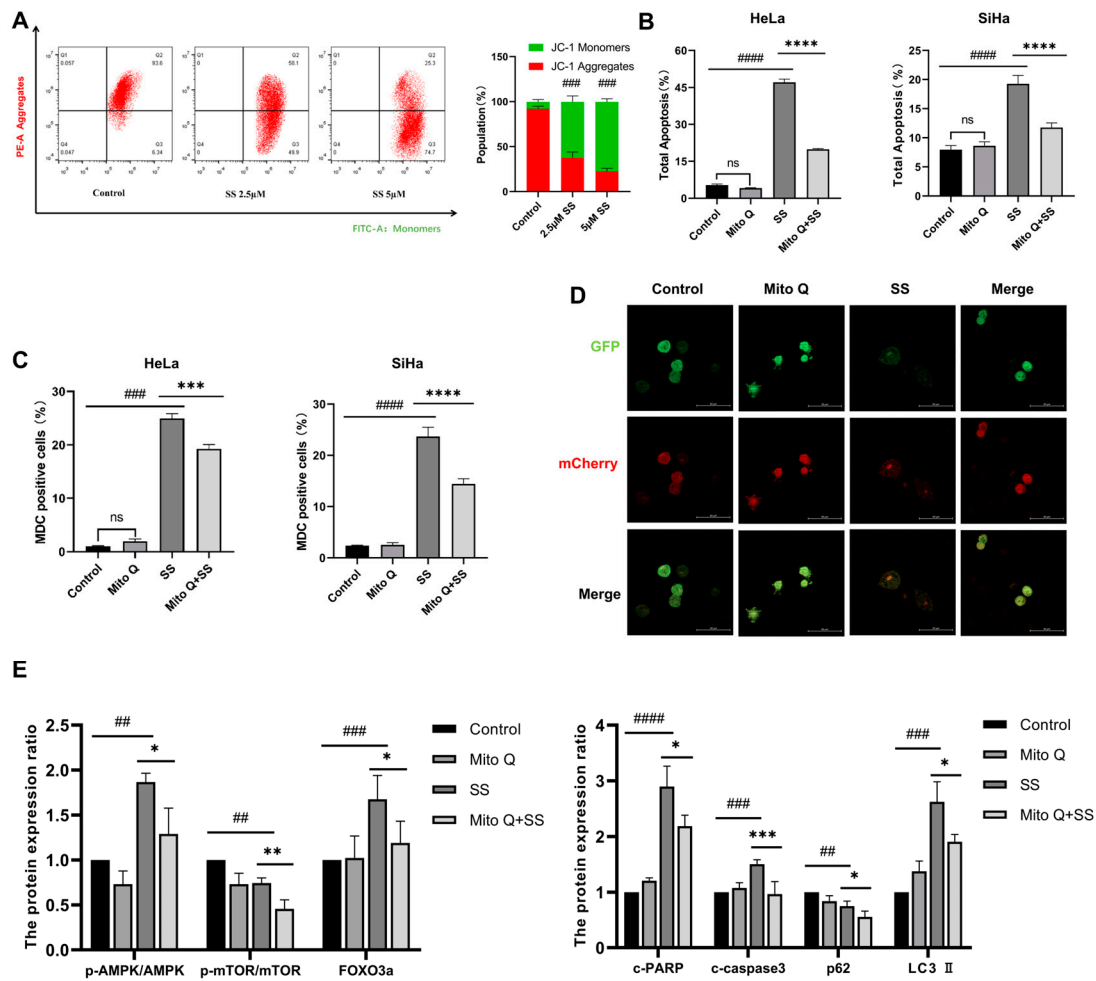 A
Q1
0.057
Q2
93.6
Q4
0.047
Q3
6.34
Control
Q1
0
Q2
50.1
Q4
0
Q3
49.9
SS 2.5μM
Q1
0
Q2
25.3
Q4
0
Q3
74.7
SS 5μM
PE-A Aggregates
FITC-A: Monomers
JC-1 Monomers
JC-1 Aggregates
### ###
Population(%)
150
100
50
0
Control
2.5μM SS
5μM SS
B
HeLa
Total Apoptosis (%)
60
45
30
15
0
####
****
ns
Control
Mito Q
SS
Mito Q+SS
SiHa
Total Apoptosis (%)
25
20
15
10
5
0
####
****
ns
Control
Mito Q
SS
Mito Q+SS
C
HeLa
MDC positive cells (%)
30
20
10
0
###
***
ns
Control
Mito Q
SS
Mito Q+SS
SiHa
MDC positive cells (%)
30
20
10
0
####
****
Control
Mito Q
SS
Mito Q+SS
D
Control Mito Q SS Merge
GFP
mCherry
Merge
E
The protein expression ratio
2.5
2.0
1.5
1.0
0.5
0.0
##
*
##
**
###
*
p-AMPK/AMPK p-mTOR/mTOR FOXO3a
Control
Mito Q
SS
Mito Q+SS
The protein expression ratio
4
3
2
1
0
####
*
###
***
##
*
###
*
c-PARP c-caspase3 p62 LC3 Ⅱ
Control
Mito Q
SS
Mito Q+SS